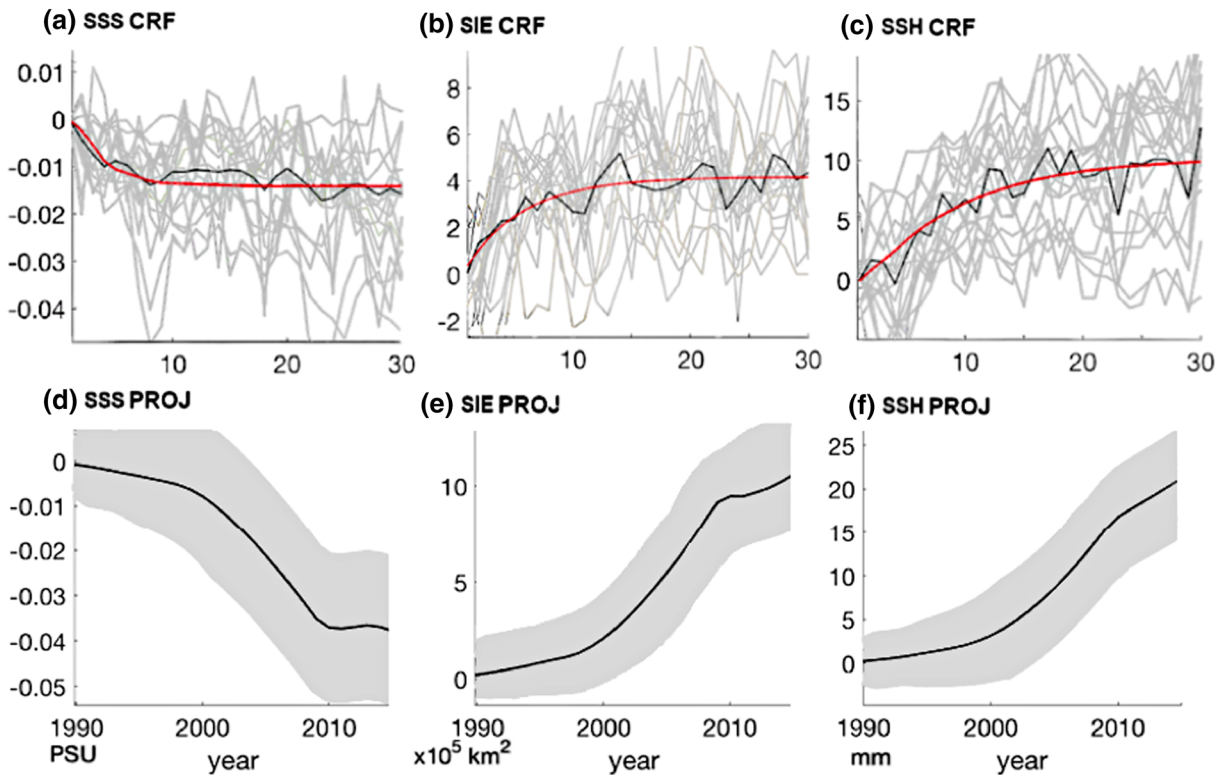 (a) SSS CRF
0.01
0
-0.01
-0.02
-0.03
-0.04
10 20 30
(b) SIE CRF
8
6
4
2
0
-2
10 20 30
(c) SSH CRF
15
10
5
0
10 20 30
(d) SSS PROJ
0
-0.01
-0.02
-0.03
-0.04
-0.05
1990 2000 2010
PSU year
(e) SIE PROJ
10
5
0
1990 2000 2010
x10⁵ km² year
(f) SSH PROJ
25
20
15
10
5
0
1990 2000 2010
mm year